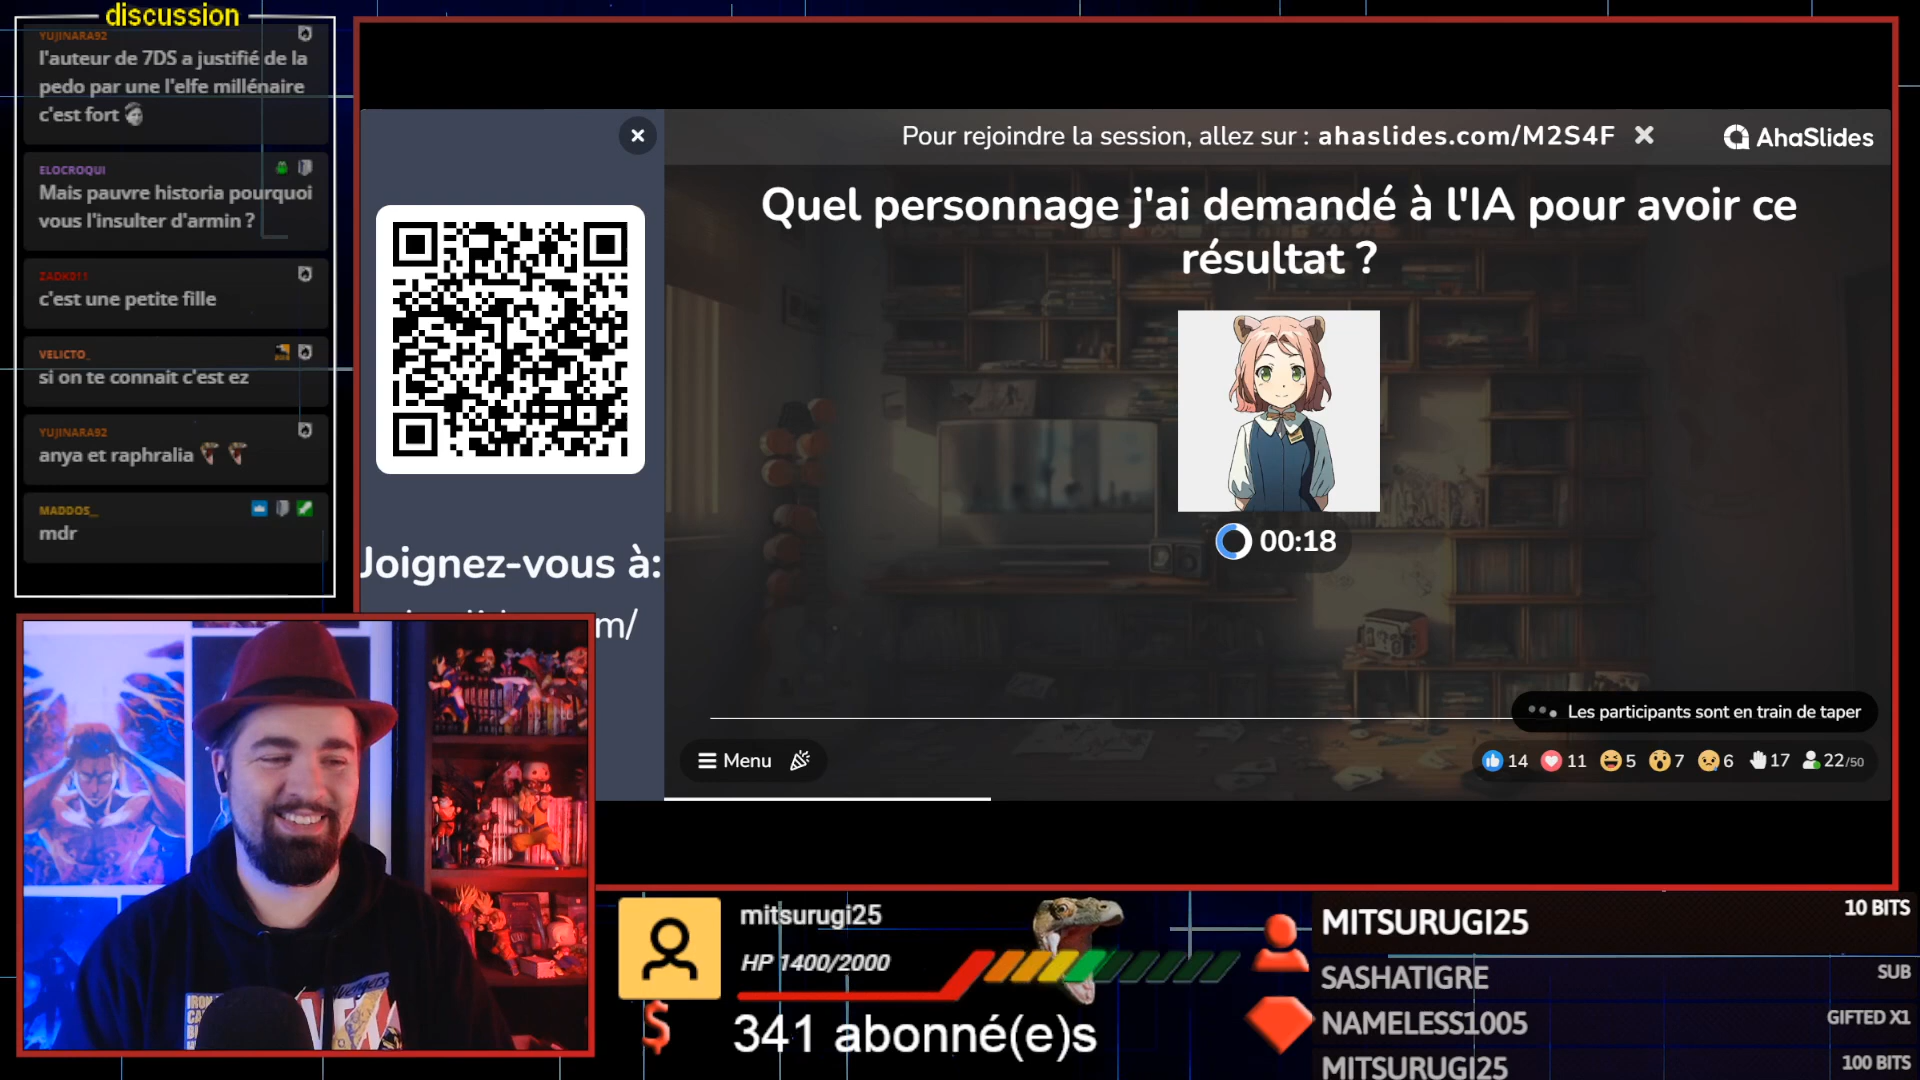 discussion
YUJINARA92
l'auteur de 7DS a justifié de la
pedo par une l'elfe millénaire
c'est fort
ELOCROQUI
Mais pauvre historia pourquoi
vous l'insulter d'armin ?
ZADK011
c'est une petite fille
VELICTO_
si on te connait c'est ez
YUJINARA92
anya et raphralia
MADDOS_
mdr
Pour rejoindre la session, allez sur : ahaslides.com/M2S4F
AhaSlides
Quel personnage j'ai demandé à l'IA pour avoir ce
résultat ?
00:18
Joignez-vous à:
m/
Les participants sont en train de taper
Menu
14 11 5 7 6 17 22/50
mitsurugi25
HP 1400/2000
341 abonné(e)s
MITSURUGI25 10 BITS
SASHATIGRE SUB
NAMELESS1005 GIFTED X1
MITSURUGI25 100 BITS